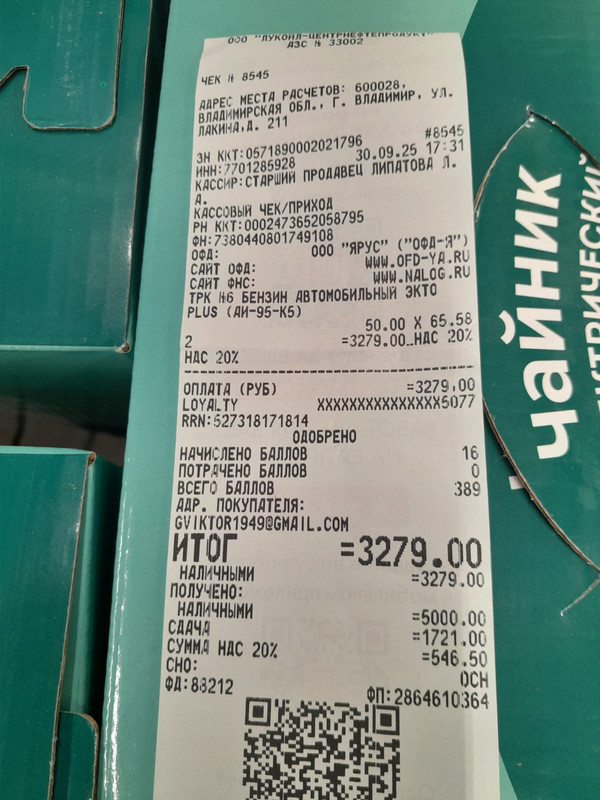 ООО "ЛУКОЙЛ-ЦЕНТРНЕФТЕПРОДУКТ"
АЗС № 33002
ЧЕК № 8545
АДРЕС МЕСТА РАСЧЕТОВ: 600028,
ВЛАДИМИРСКАЯ ОБЛ., Г. ВЛАДИМИР, УЛ.
ЛАКИНА,Д. 211
ЗН ККТ:0571890002021796 #8545
ИНН:7701285928 30.09.25 17:31
КАССИР:СТАРШИЙ ПРОДАВЕЦ ЛИПАТОВА Л.
А.
КАССОВЫЙ ЧЕК/ПРИХОД
РН ККТ:0002473652058795
ФН:7380440801749108
ОФД: ООО "ЯРУС" ("ОФД-Я")
САЙТ ОФД: WWW.OFD-YA.RU
САЙТ ФНС: WWW.NALOG.RU
ТРК №6 БЕНЗИН АВТОМОБИЛЬНЫЙ ЭКТО
PLUS (АИ-95-К5)
50.00 X 65.58
2 =3279.00_НДС 20%
НДС 20%
ОПЛАТА (РУБ) =3279,00
LOYALTY XXXXXXXXXXXXXXX5077
RRN:527318171814
ОДОБРЕНО
НАЧИСЛЕНО БАЛЛОВ 16
ПОТРАЧЕНО БАЛЛОВ 0
ВСЕГО БАЛЛОВ 389
АДР. ПОКУПАТЕЛЯ:
GVIKTOR1949@GMAIL.COM
ИТОГ =3279.00
НАЛИЧНЫМИ =3279.00
ПОЛУЧЕНО:
НАЛИЧНЫМИ =5000.00
СДАЧА =1721.00
СУММА НДС 20% =546.50
СНО: ОСН
ФД:88212 ФП:2864610364
чайник